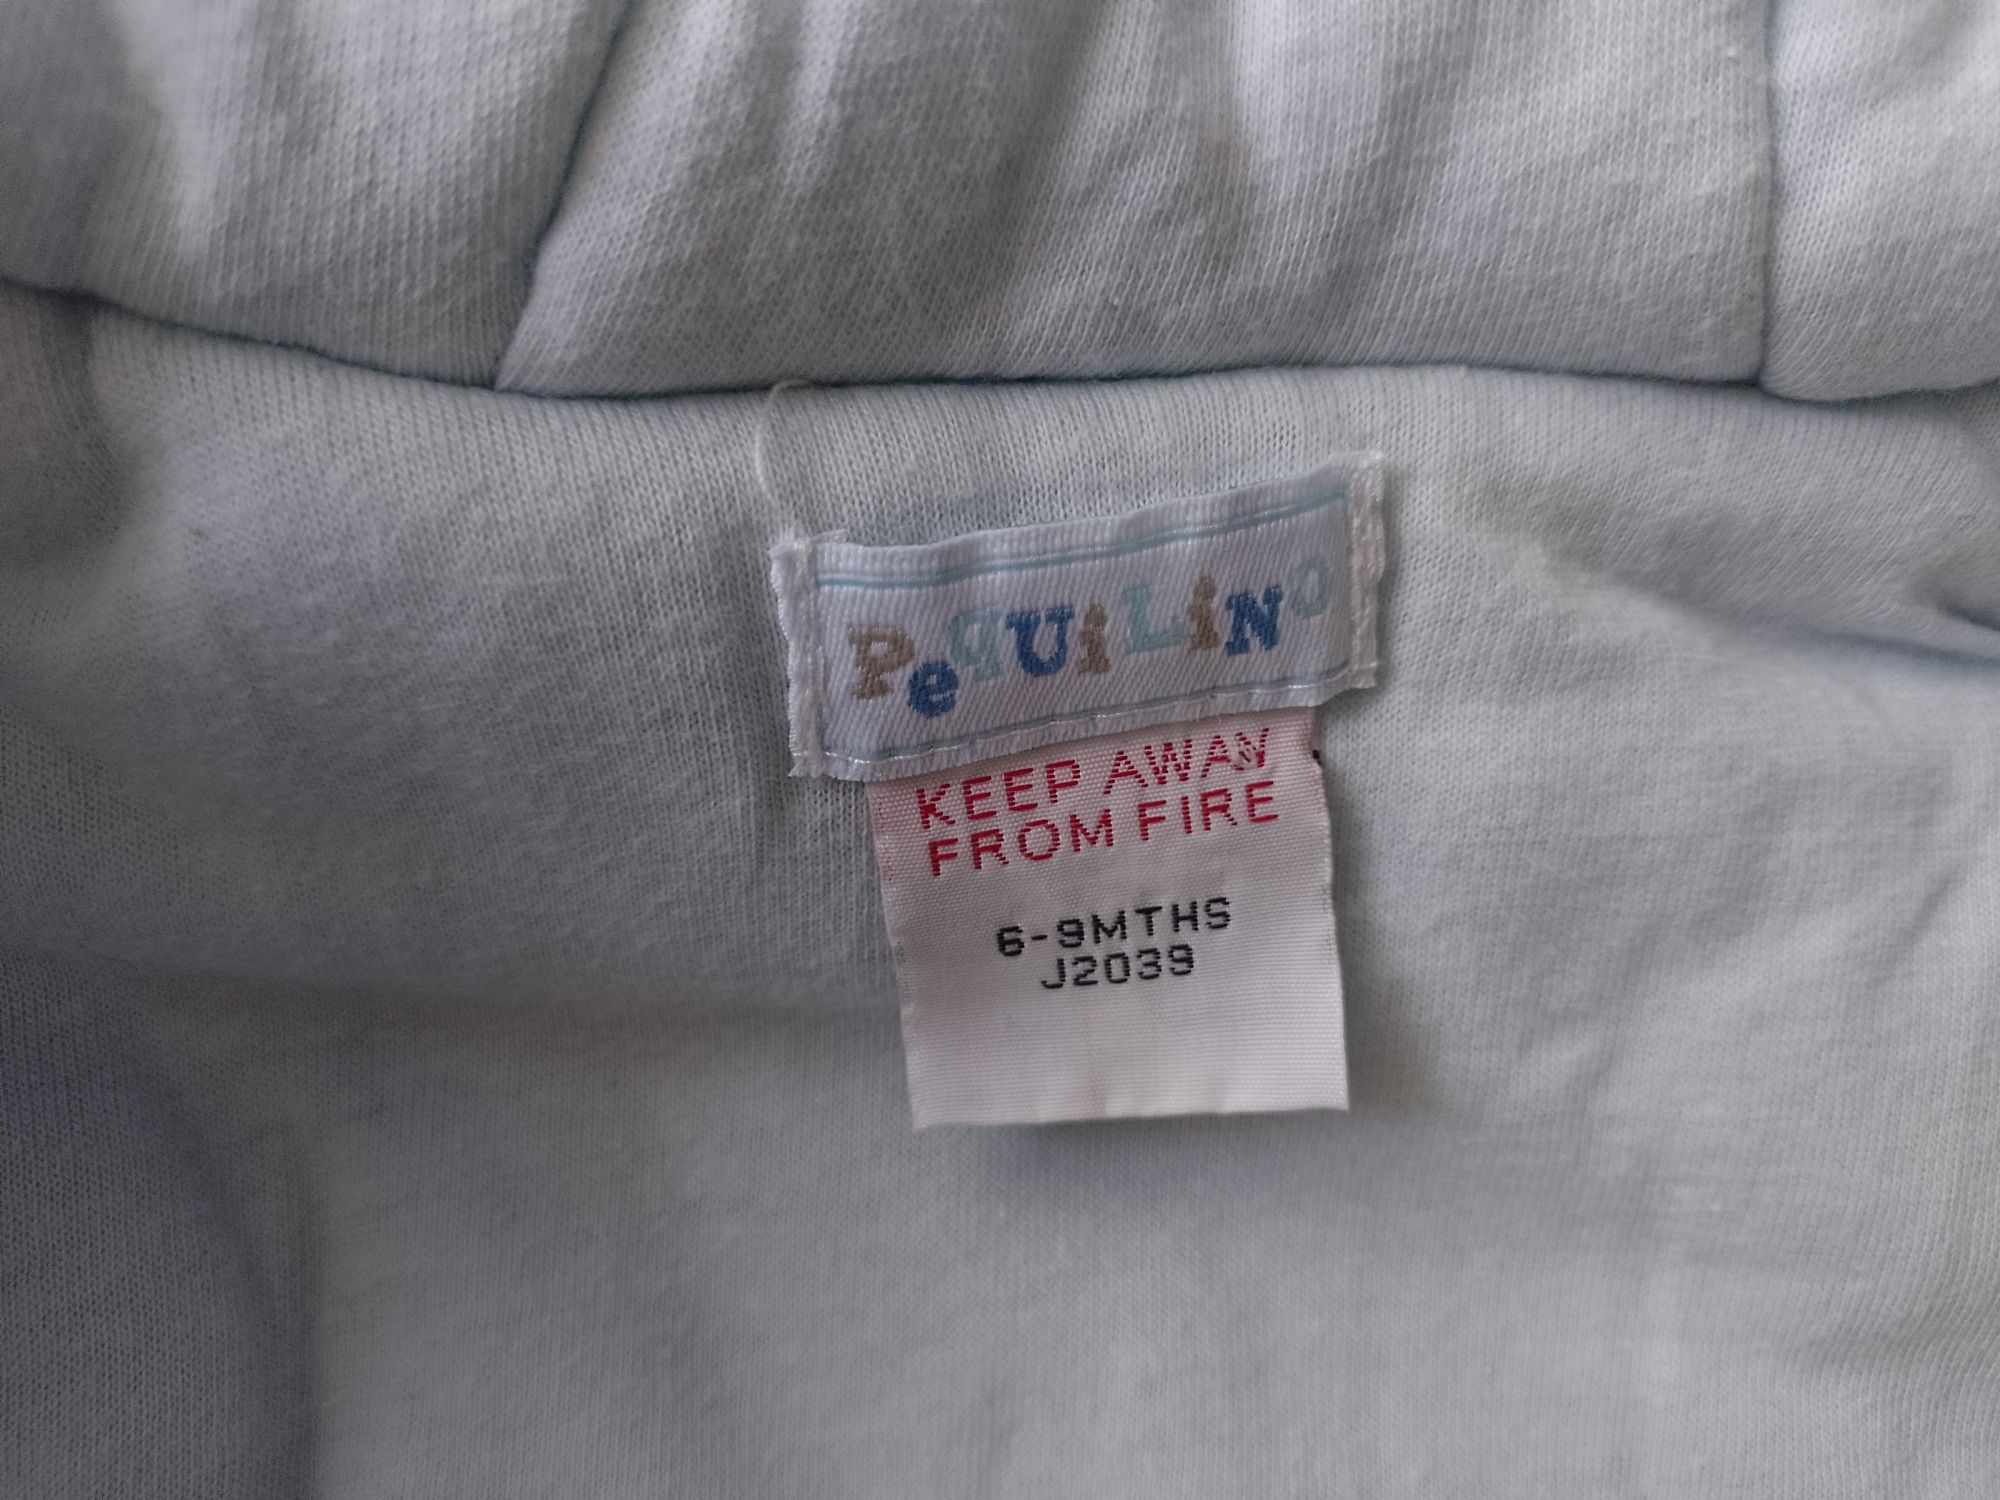 PeqUiLiNO
KEEP AWAY
FROM FIRE
6-9MTHS
J2039